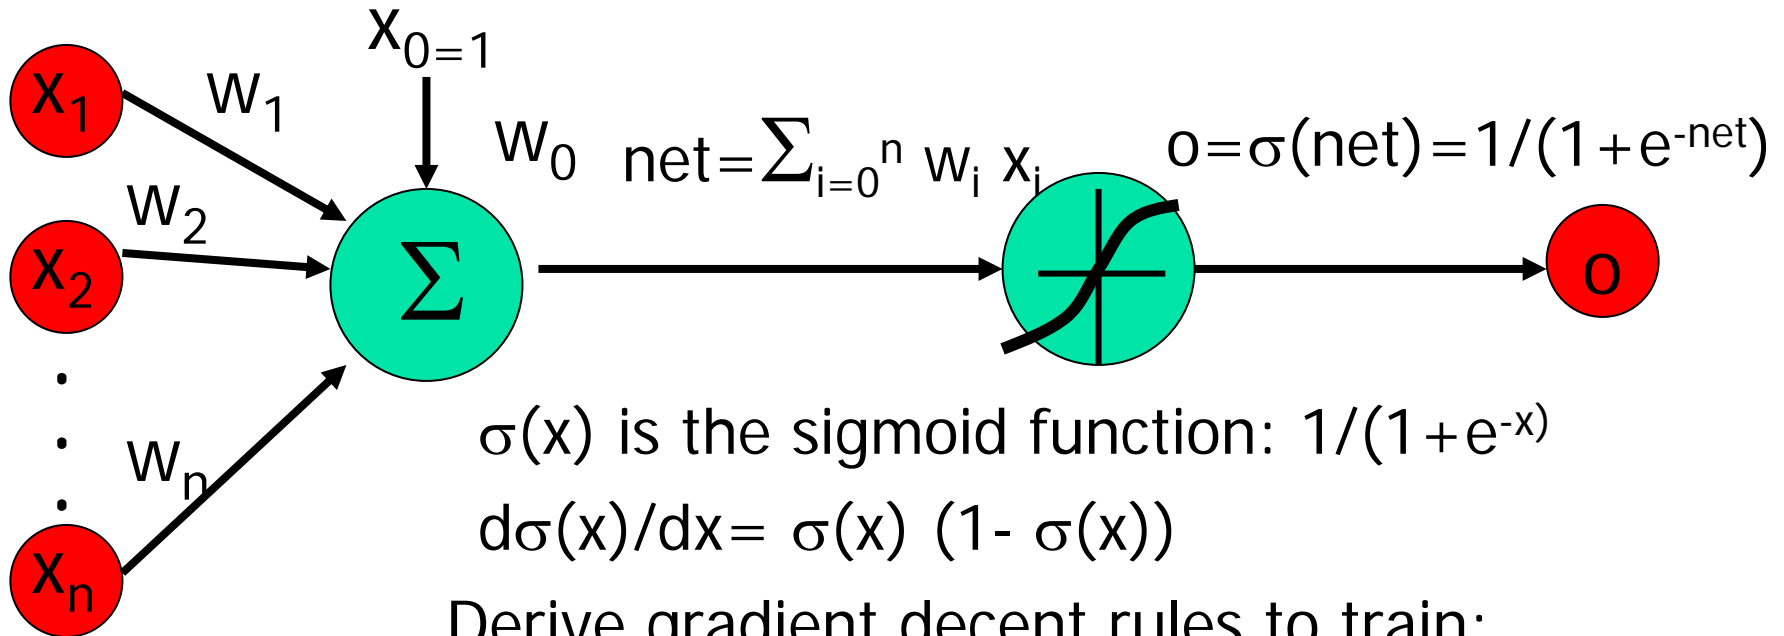 x0=1
x1
w1
w0
net=∑i=0n wi xi
o=σ(net)=1/(1+e-net)
w2
x2
Σ
o
.
.
.
wn
xn
σ(x) is the sigmoid function: 1/(1+e-x)
dσ(x)/dx= σ(x) (1- σ(x))
Derive gradient decent rules to train: